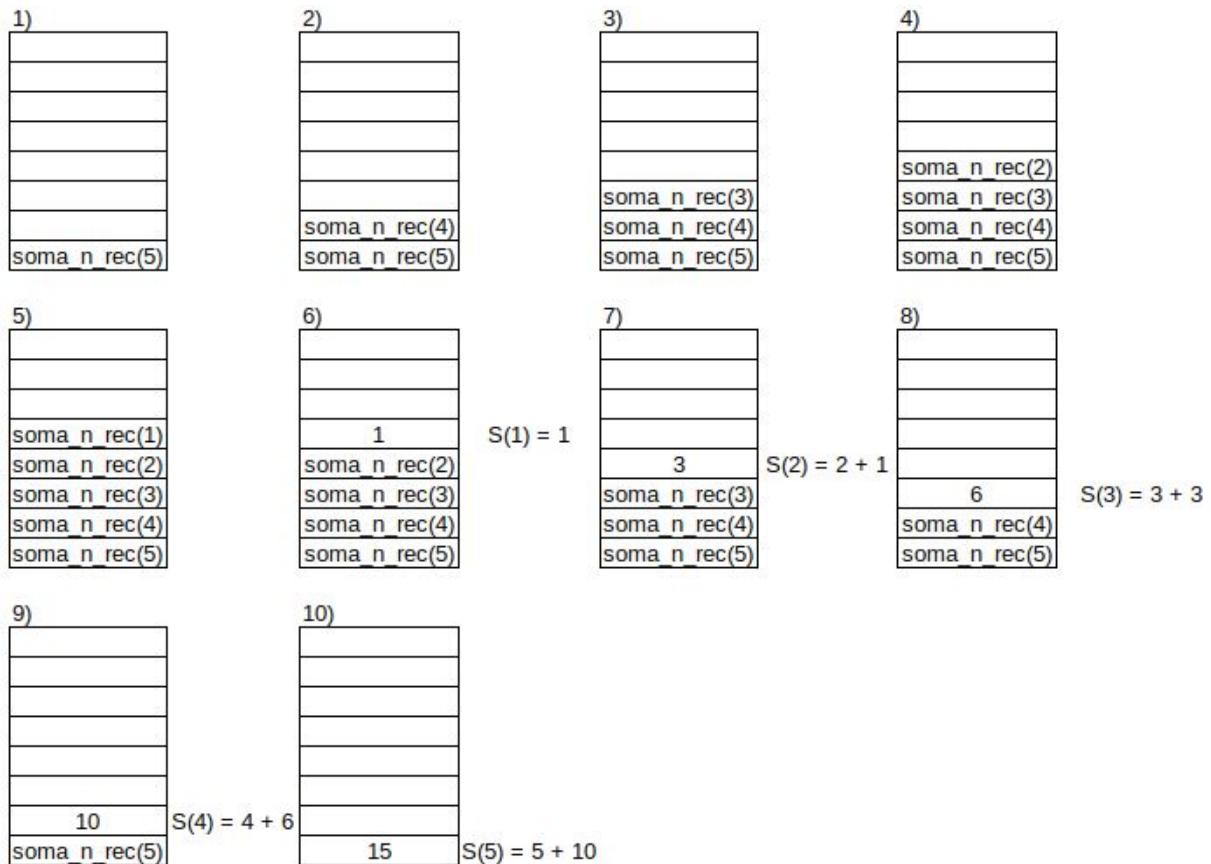 1)
soma_n_rec(5)
2)
soma_n_rec(4)
soma_n_rec(5)
3)
soma_n_rec(3)
soma_n_rec(4)
soma_n_rec(5)
4)
soma_n_rec(2)
soma_n_rec(3)
soma_n_rec(4)
soma_n_rec(5)
5)
soma_n_rec(1)
soma_n_rec(2)
soma_n_rec(3)
soma_n_rec(4)
soma_n_rec(5)
6)
1 S(1) = 1
soma_n_rec(2)
soma_n_rec(3)
soma_n_rec(4)
soma_n_rec(5)
7)
3 S(2) = 2 + 1
soma_n_rec(3)
soma_n_rec(4)
soma_n_rec(5)
8)
6 S(3) = 3 + 3
soma_n_rec(4)
soma_n_rec(5)
9)
10 S(4) = 4 + 6
soma_n_rec(5)
10)
15 S(5) = 5 + 10